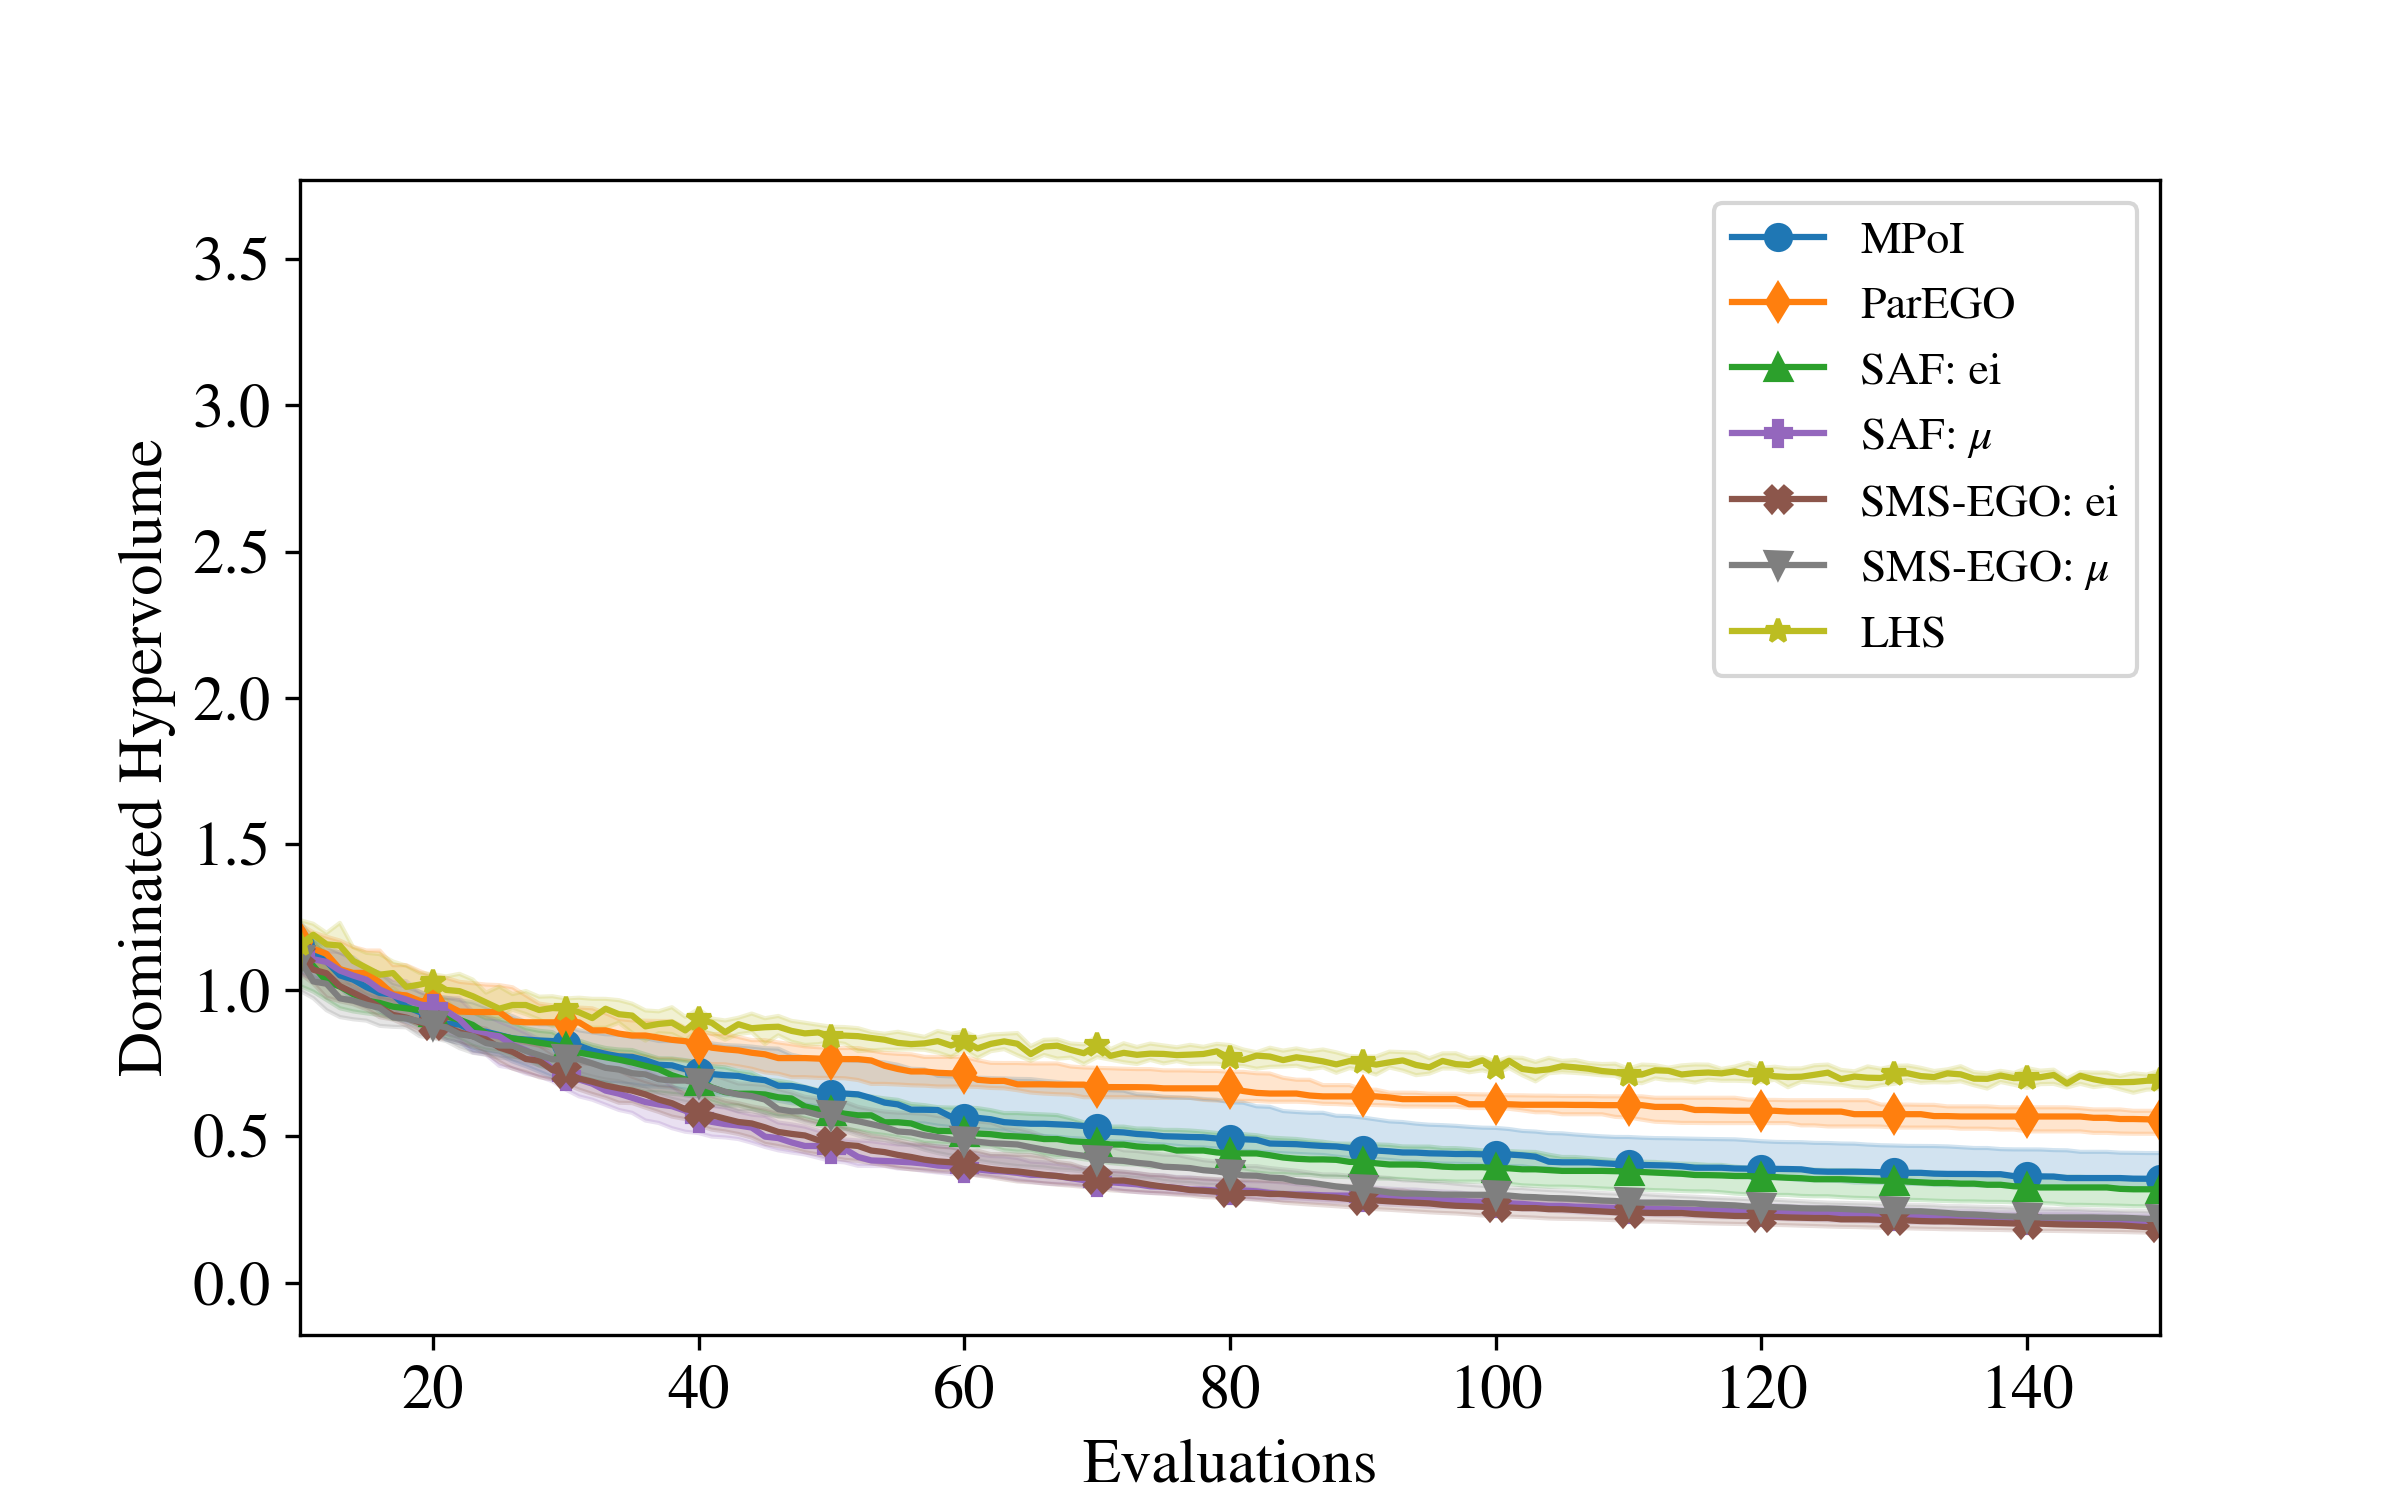 3.5
3.0
2.5
2.0
1.5
1.0
0.5
0.0
Dominated Hypervolume
20 40 60 80 100 120 140
Evaluations
MPoI
ParEGO
SAF: ei
SAF: μ
SMS-EGO: ei
SMS-EGO: μ
LHS